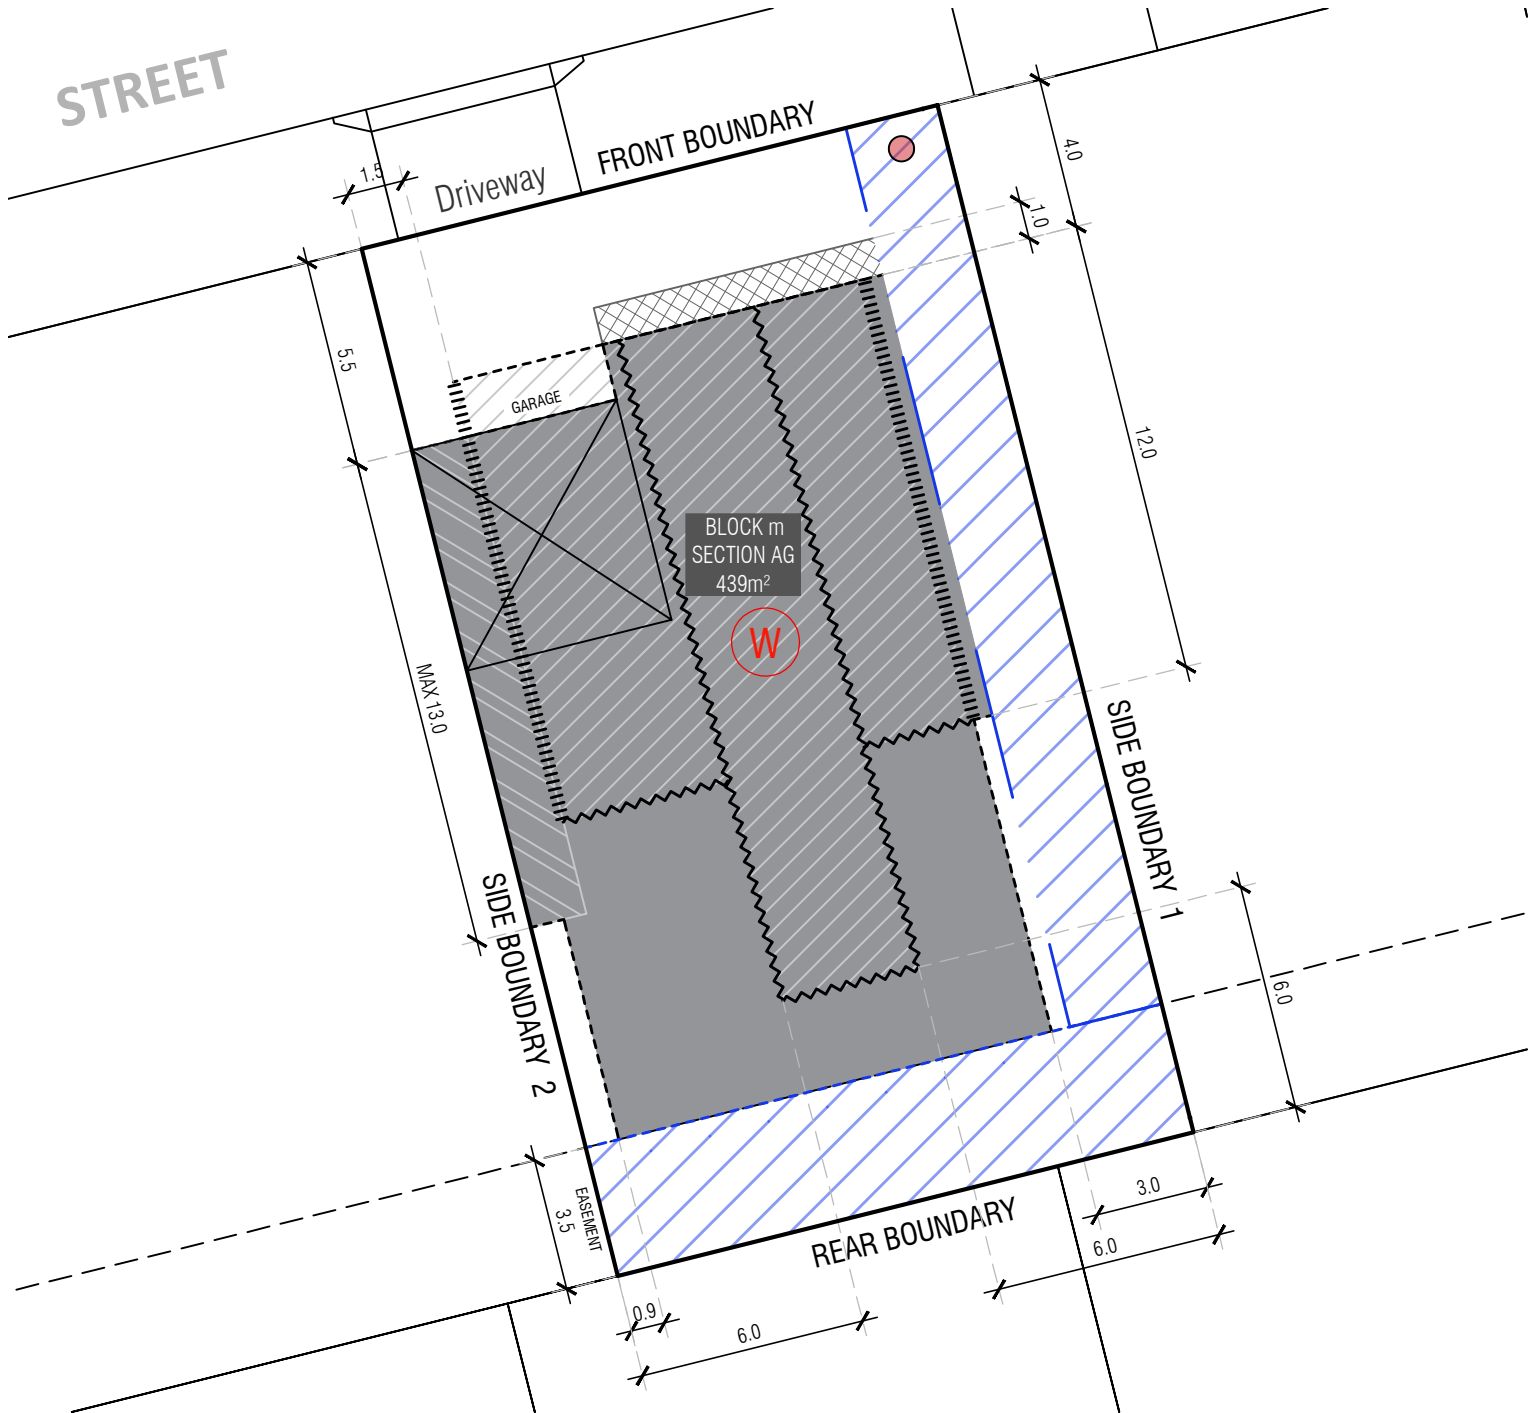 STREET
FRONT BOUNDARY
Driveway
1.5
4.0
1.0
5.5
GARAGE
12.0
BLOCK m
SECTION AG
439m²
W
MAX 13.0
SIDE BOUNDARY 1
SIDE BOUNDARY 2
6.0
EASEMENT
3.5
REAR BOUNDARY
3.0
6.0
0.9
6.0